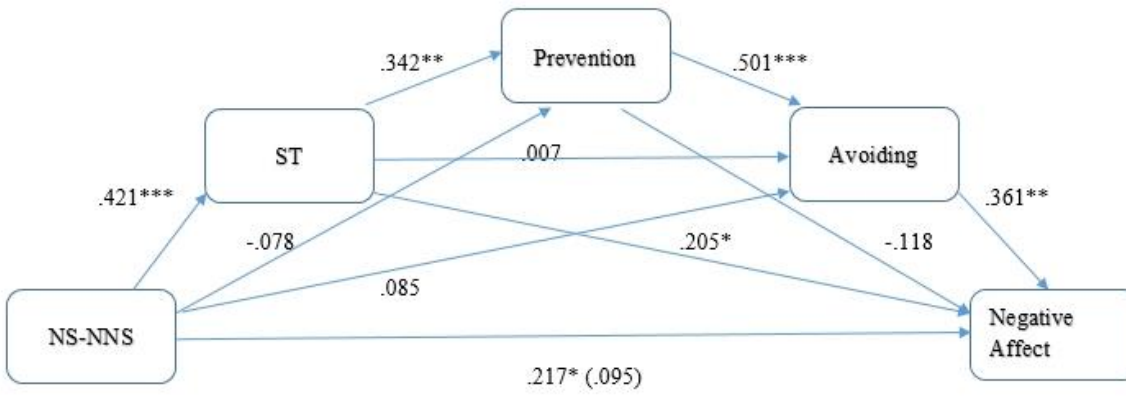 Prevention
.342**
.501***
ST
.007
Avoiding
.421***
.361**
-.078
.205*
-.118
.085
NS-NNS
Negative
Affect
.217* (.095)